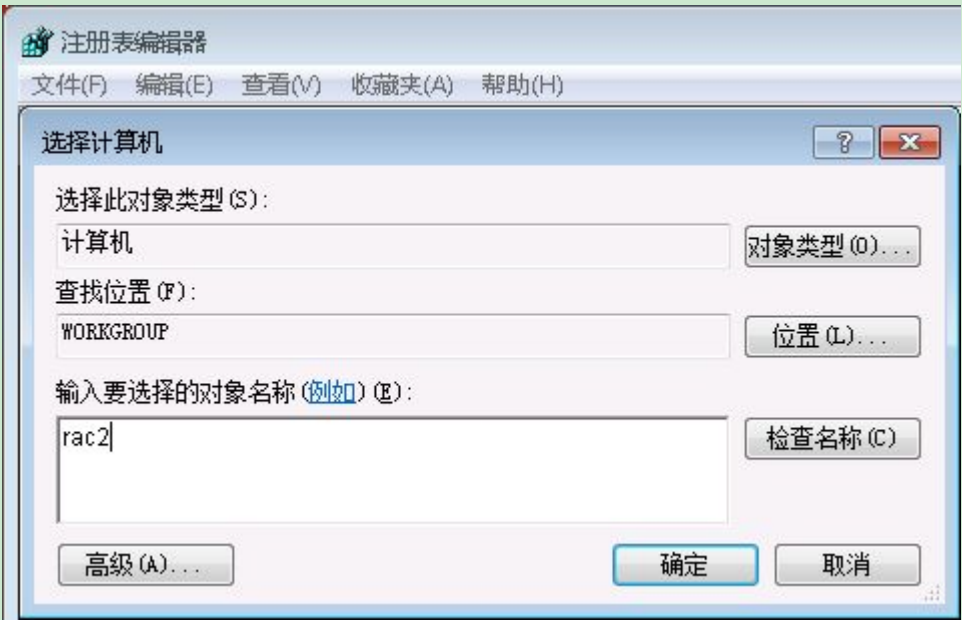 注册表编辑器
文件(F) 编辑(E) 查看(V) 收藏夹(A) 帮助(H)
选择计算机
选择此对象类型(S):
计算机 对象类型(O)...
查找位置(F):
WORKGROUP 位置(L)...
输入要选择的对象名称(例如)(E):
rac2 检查名称(C)
高级(A)... 确定 取消